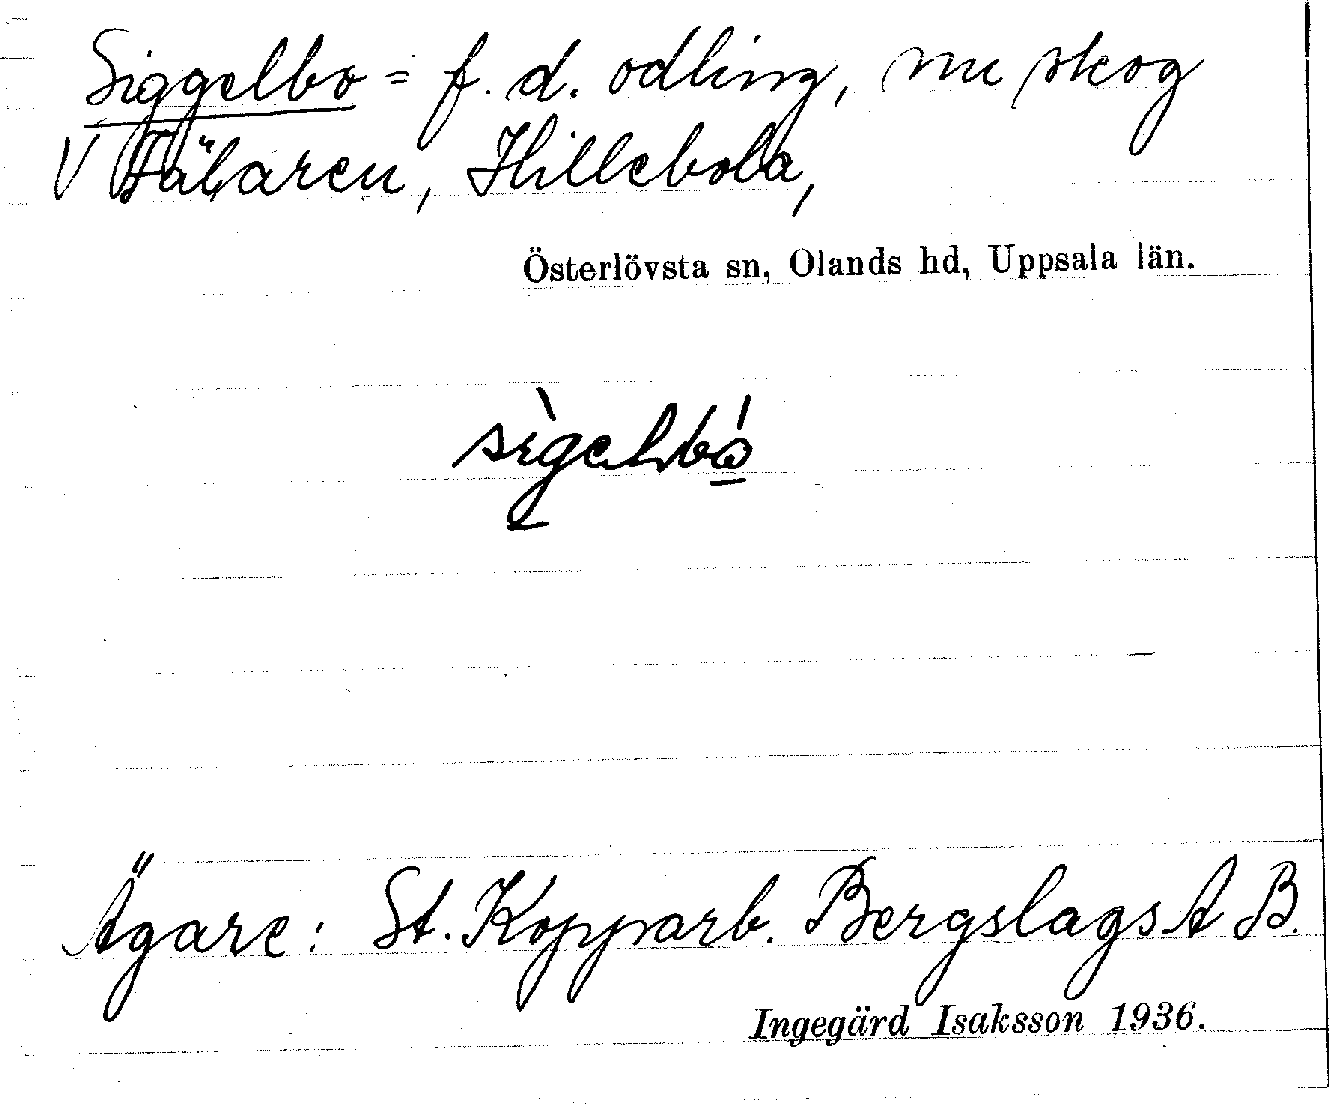 Siggelbo = f. d. odling, nu skog
V Fälaren, Hillebola,
Österlövsta sn, Olands hd, Uppsala län.
sìgelbó
Ägare: St. Kopparb. Bergslags A B.
Ingegärd Isaksson 1936.